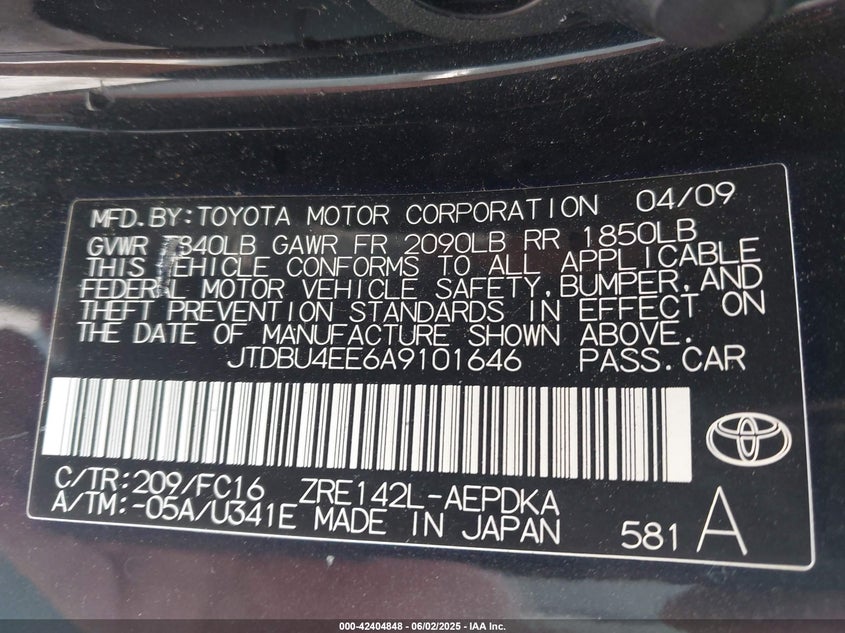 MFD.BY:TOYOTA MOTOR CORPORATION 04/09
GVWR 840LB GAWR FR 2090LB RR 1850LB
THIS VEHICLE CONFORMS TO ALL APPLICABLE
FEDERAL MOTOR VEHICLE SAFETY,BUMPER,AND
THEFT PREVENTION STANDARDS IN EFFECT ON
THE DATE OF MANUFACTURE SHOWN ABOVE.
JTDBU4EE6A9101646 PASS.CAR
C/TR:209/FC16 ZRE142L-AEPDKA
A/TM:-05A/U341E MADE IN JAPAN 581 A
000-42404848 - 06/02/2025 - IAA Inc.